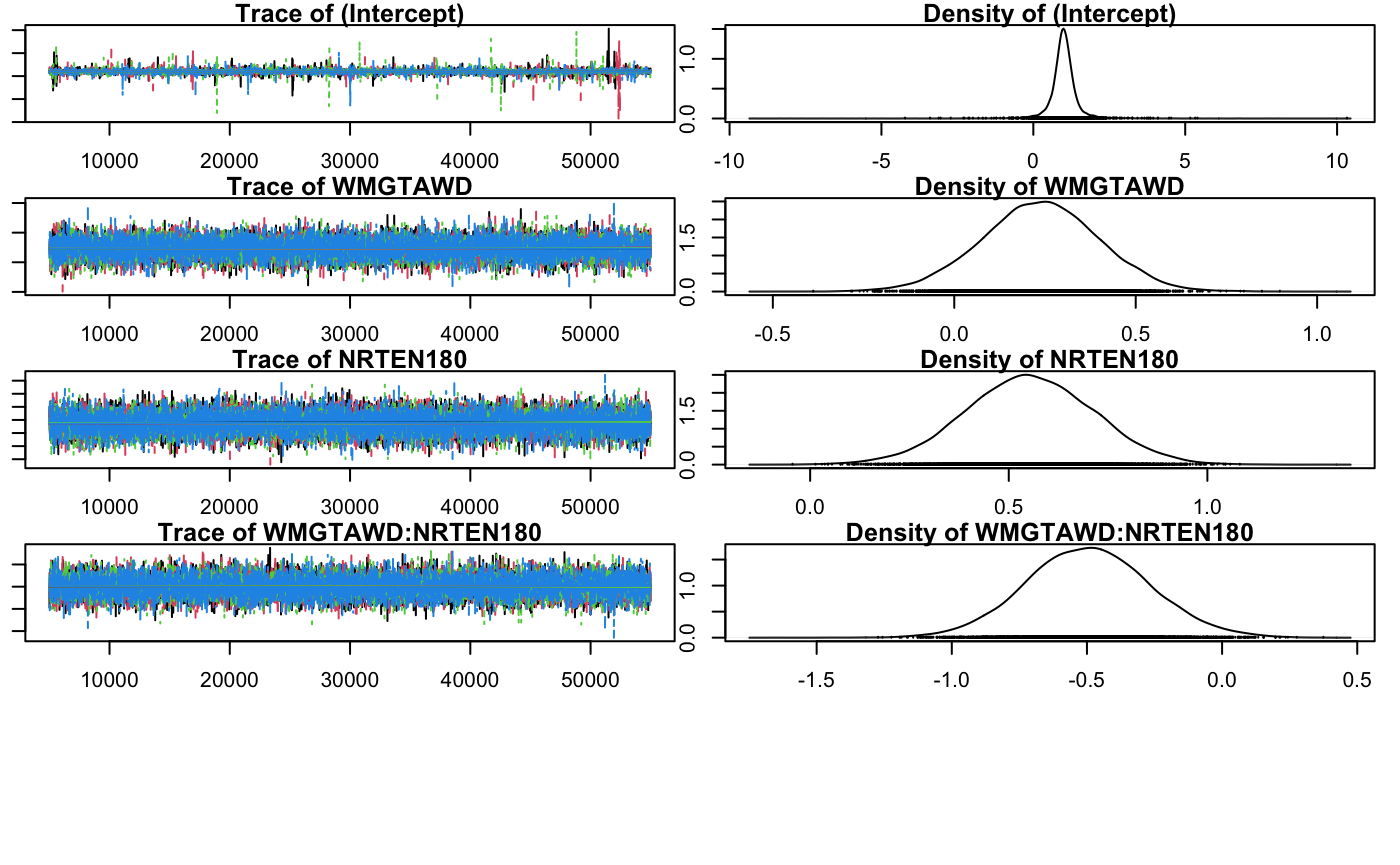 Trace of (Intercept) Density of (Intercept)
1.0
0.0
10000 20000 30000 40000 50000 -10 -5 0 5 10
Trace of WMGTAWD Density of WMGTAWD
1.5
0.0
10000 20000 30000 40000 50000 -0.5 0.0 0.5 1.0
Trace of NRTEN180 Density of NRTEN180
1.5
0.0
10000 20000 30000 40000 50000 0.0 0.5 1.0
Trace of WMGTAWD:NRTEN180 Density of WMGTAWD:NRTEN180
1.0
0.0
10000 20000 30000 40000 50000 -1.5 -1.0 -0.5 0.0 0.5